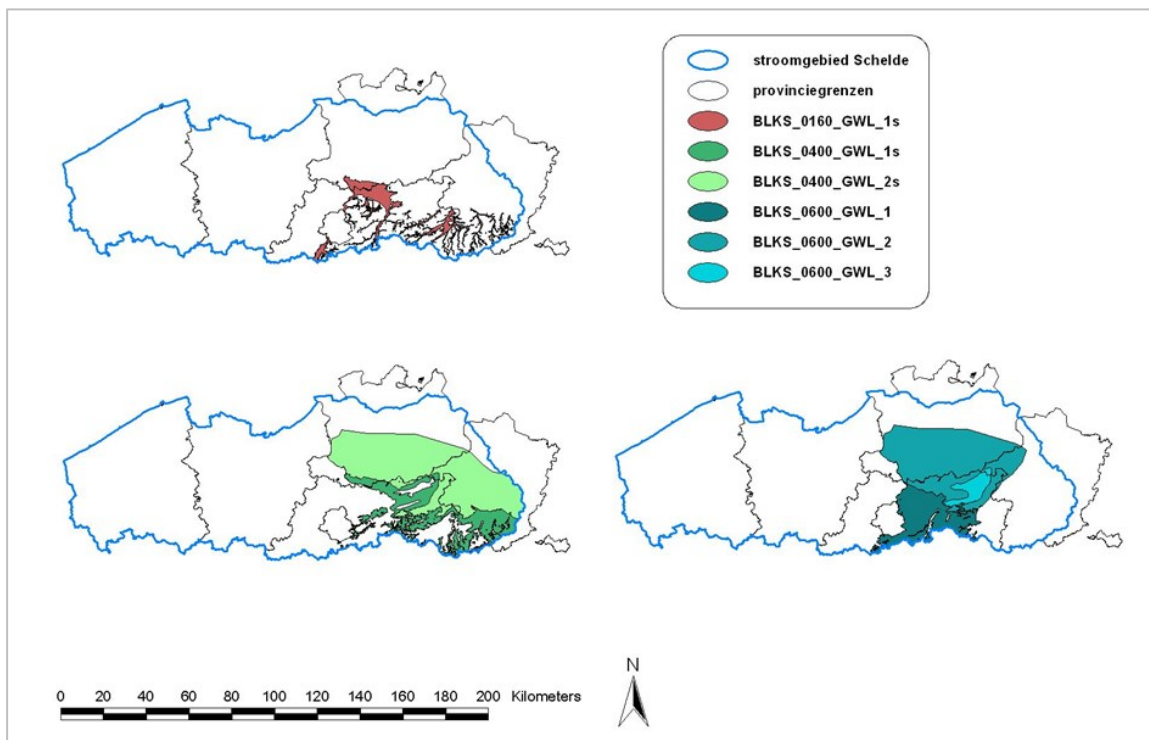 stroomgebied Schelde
provinciegrenzen
BLKS_0160_GWL_1s
BLKS_0400_GWL_1s
BLKS_0400_GWL_2s
BLKS_0600_GWL_1
BLKS_0600_GWL_2
BLKS_0600_GWL_3
N
0 20 40 60 80 100 120 140 160 180 200 Kilometers